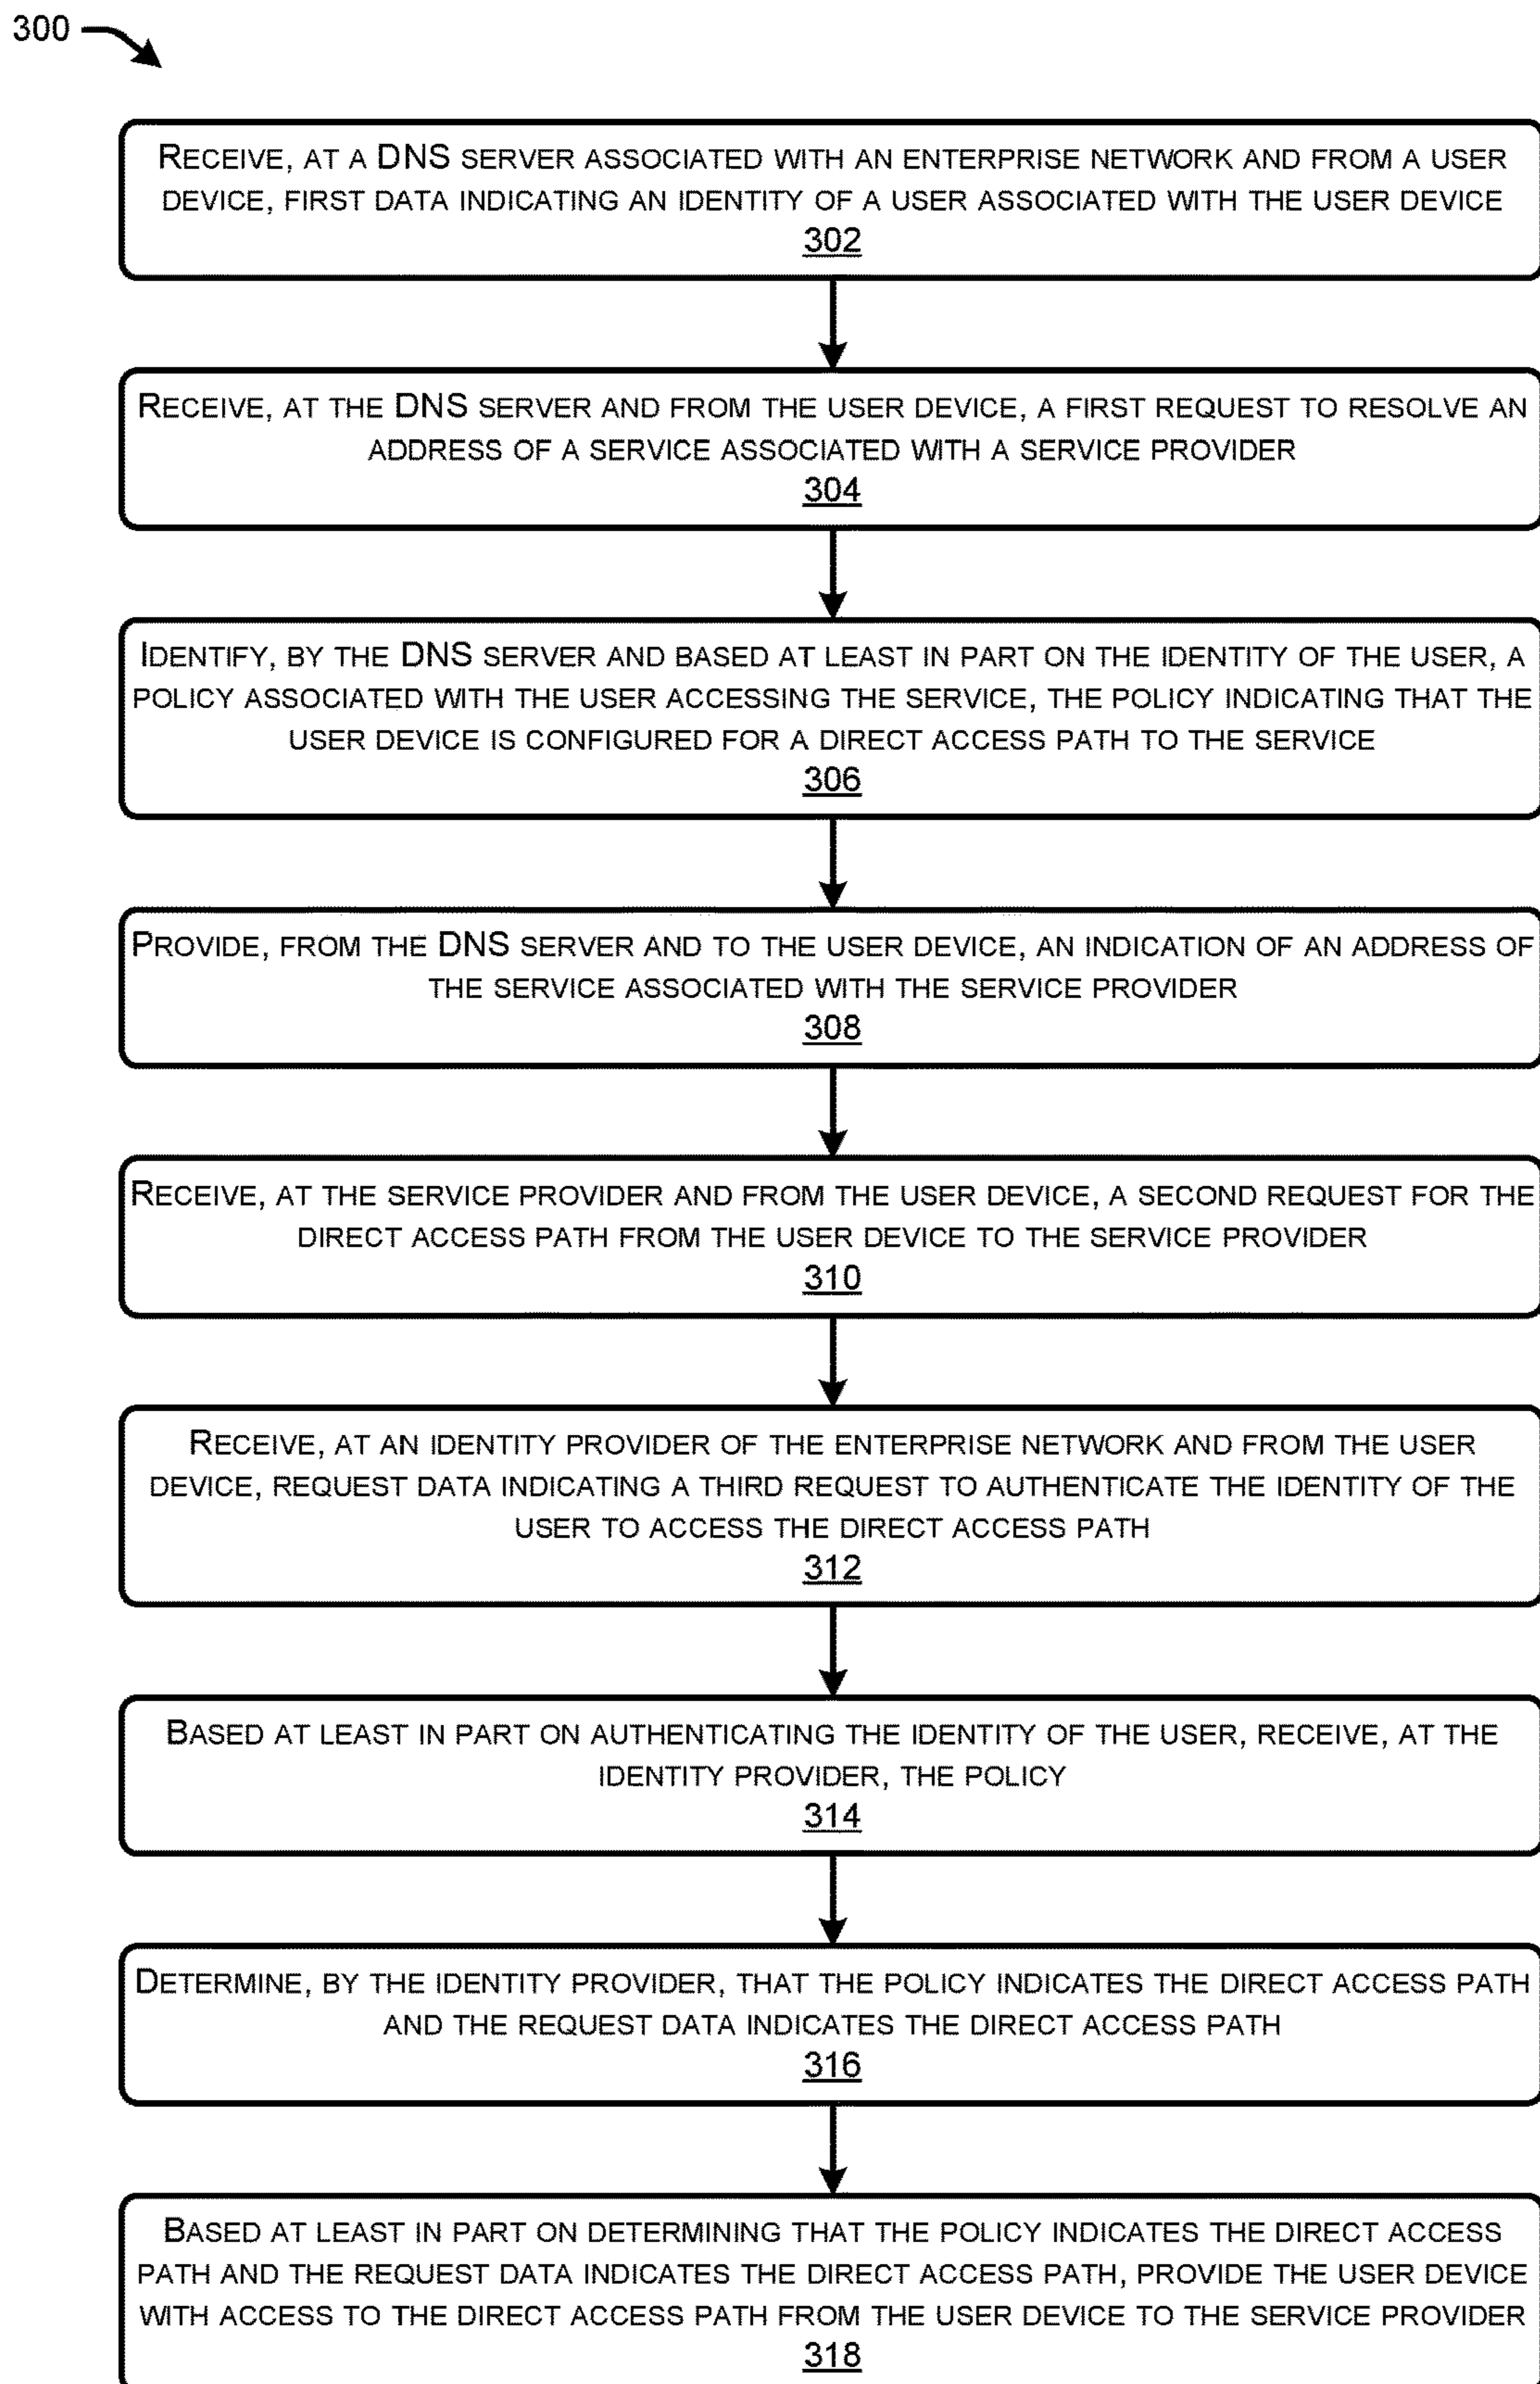 300
RECEIVE, AT A DNS SERVER ASSOCIATED WITH AN ENTERPRISE NETWORK AND FROM A USER
DEVICE, FIRST DATA INDICATING AN IDENTITY OF A USER ASSOCIATED WITH THE USER DEVICE
302
RECEIVE, AT THE DNS SERVER AND FROM THE USER DEVICE, A FIRST REQUEST TO RESOLVE AN
ADDRESS OF A SERVICE ASSOCIATED WITH A SERVICE PROVIDER
304
IDENTIFY, BY THE DNS SERVER AND BASED AT LEAST IN PART ON THE IDENTITY OF THE USER, A
POLICY ASSOCIATED WITH THE USER ACCESSING THE SERVICE, THE POLICY INDICATING THAT THE
USER DEVICE IS CONFIGURED FOR A DIRECT ACCESS PATH TO THE SERVICE
306
PROVIDE, FROM THE DNS SERVER AND TO THE USER DEVICE, AN INDICATION OF AN ADDRESS OF
THE SERVICE ASSOCIATED WITH THE SERVICE PROVIDER
308
RECEIVE, AT THE SERVICE PROVIDER AND FROM THE USER DEVICE, A SECOND REQUEST FOR THE
DIRECT ACCESS PATH FROM THE USER DEVICE TO THE SERVICE PROVIDER
310
RECEIVE, AT AN IDENTITY PROVIDER OF THE ENTERPRISE NETWORK AND FROM THE USER
DEVICE, REQUEST DATA INDICATING A THIRD REQUEST TO AUTHENTICATE THE IDENTITY OF THE
USER TO ACCESS THE DIRECT ACCESS PATH
312
BASED AT LEAST IN PART ON AUTHENTICATING THE IDENTITY OF THE USER, RECEIVE, AT THE
IDENTITY PROVIDER, THE POLICY
314
DETERMINE, BY THE IDENTITY PROVIDER, THAT THE POLICY INDICATES THE DIRECT ACCESS PATH
AND THE REQUEST DATA INDICATES THE DIRECT ACCESS PATH
316
BASED AT LEAST IN PART ON DETERMINING THAT THE POLICY INDICATES THE DIRECT ACCESS
PATH AND THE REQUEST DATA INDICATES THE DIRECT ACCESS PATH, PROVIDE THE USER DEVICE
WITH ACCESS TO THE DIRECT ACCESS PATH FROM THE USER DEVICE TO THE SERVICE PROVIDER
318